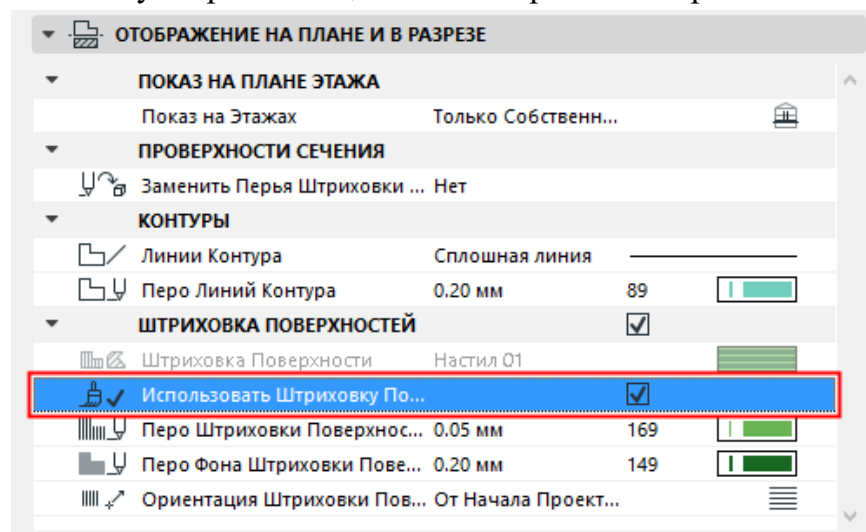 ОТОБРАЖЕНИЕ НА ПЛАНЕ И В РАЗРЕЗЕ
ПОКАЗ НА ПЛАНЕ ЭТАЖА
Показ на Этажах Только Собственн...
ПРОВЕРХНОСТИ СЕЧЕНИЯ
Заменить Перья Штриховки ... Нет
КОНТУРЫ
Линии Контура Сплошная линия
Перо Линий Контура 0.20 мм 89
ШТРИХОВКА ПОВЕРХНОСТЕЙ
Штриховка Поверхности Настил 01
Использовать Штриховку По...
Перо Штриховки Поверхнос... 0.05 мм 169
Перо Фона Штриховки Пове... 0.20 мм 149
Ориентация Штриховки Пов... От Начала Проект...